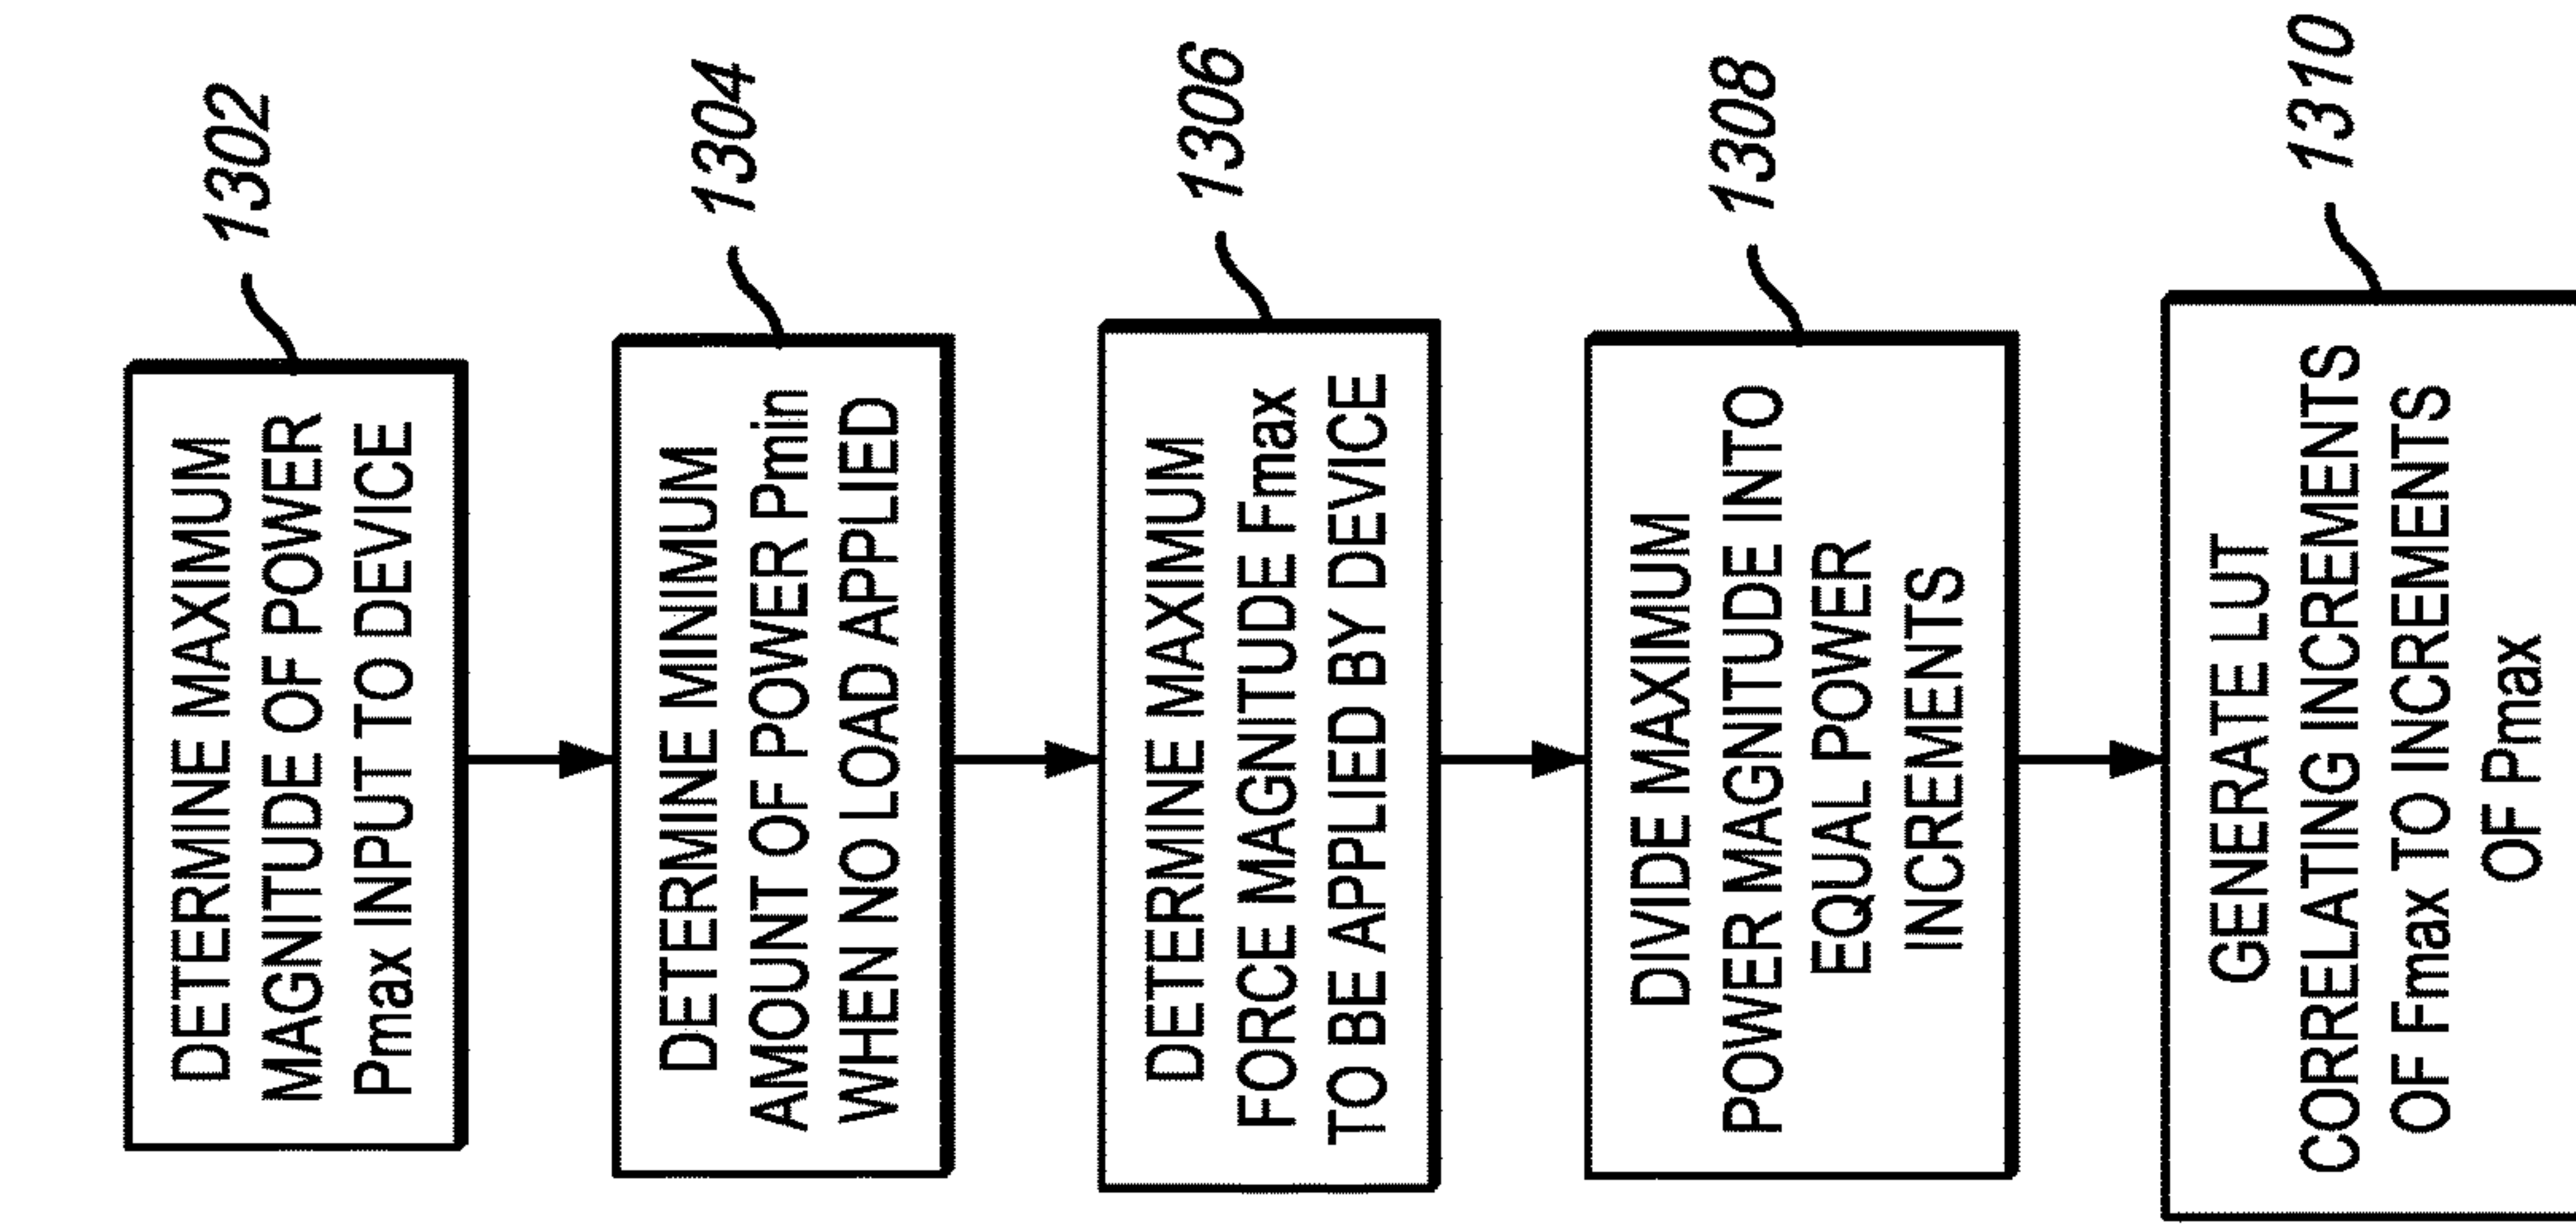 1302
DETERMINE MAXIMUM
MAGNITUDE OF POWER
Pmax INPUT TO DEVICE
1304
DETERMINE MINIMUM
AMOUNT OF POWER Pmin
WHEN NO LOAD APPLIED
1306
DETERMINE MAXIMUM
FORCE MAGNITUDE Fmax
TO BE APPLIED BY DEVICE
1308
DIVIDE MAXIMUM
POWER MAGNITUDE INTO
EQUAL POWER
INCREMENTS
1310
GENERATE LUT
CORRELATING INCREMENTS
OF Fmax TO INCREMENTS
OF Pmax